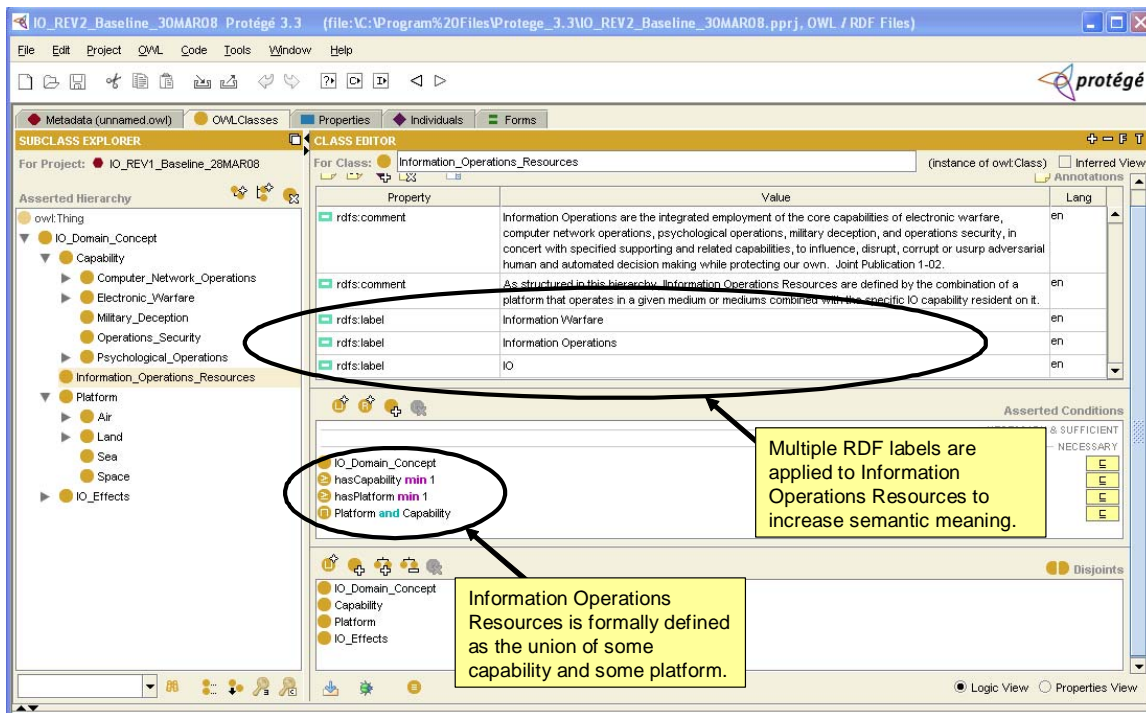 IO_REV2_Baseline_30MAR08 Protégé 3.3 (file:\C:\Program%20Files\Protege_3.3\IO_REV2_Baseline_30MAR08.pprj, OWL / RDF Files)
File Edit Project OWL Code Tools Window Help
protégé
Metadata (unnamed.owl) OWLClasses Properties Individuals Forms
SUBCLASS EXPLORER
For Project: IO_REV1_Baseline_28MAR08
Asserted Hierarchy
owl:Thing
IO_Domain_Concept
Capability
Computer_Network_Operations
Electronic_Warfare
Military_Deception
Operations_Security
Psychological_Operations
Information_Operations_Resources
Platform
Air
Land
Sea
Space
IO_Effects
CLASS EDITOR
For Class: Information_Operations_Resources (instance of owl:Class) Inferred View
Annotations
Property Value Lang
rdfs:comment Information Operations are the integrated employment of the core capabilities of electronic warfare, en
computer network operations, psychological operations, military deception, and operations security, in
concert with specified supporting and related capabilities, to influence, disrupt, corrupt or usurp adversarial
human and automated decision making while protecting our own. Joint Publication 1-02.
rdfs:comment As structured in this hierarchy, Information Operations Resources are defined by the combination of a en
platform that operates in a given medium or mediums combined with the specific IO capability resident on it.
rdfs:label Information Warfare en
rdfs:label Information Operations en
rdfs:label IO en
Asserted Conditions
& SUFFICIENT
NECESSARY
IO_Domain_Concept
hasCapability min 1
hasPlatform min 1
Platform and Capability
Multiple RDF labels are
applied to Information
Operations Resources to
increase semantic meaning.
Disjoints
IO_Domain_Concept
Capability
Platform
IO_Effects
Information Operations
Resources is formally defined
as the union of some
capability and some platform.
Logic View Properties View